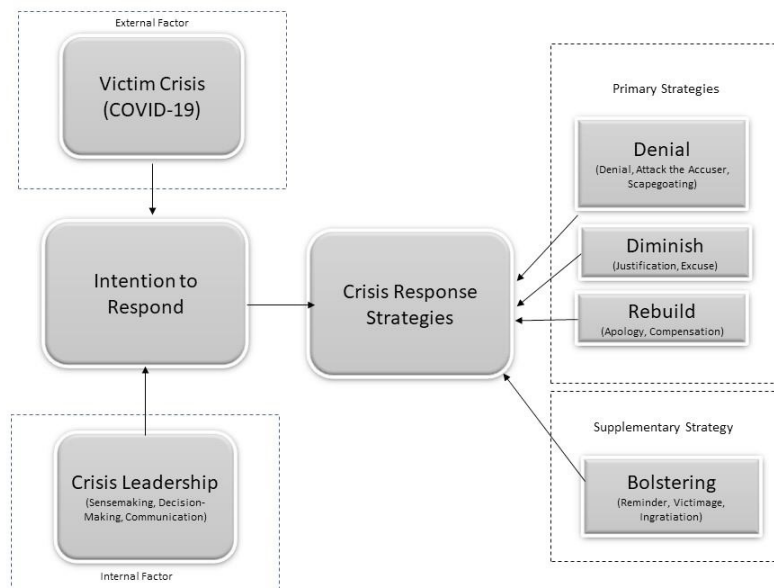 External Factor
Victim Crisis
(COVID-19)
Intention to
Respond
Crisis Leadership
(Sensemaking, Decision-
Making, Communication)
Internal Factor
Crisis Response
Strategies
Primary Strategies
Denial
(Denial, Attack the Accuser,
Scapegoating)
Diminish
(Justification, Excuse)
Rebuild
(Apology, Compensation)
Supplementary Strategy
Bolstering
(Reminder, Victimage,
Ingratiation)